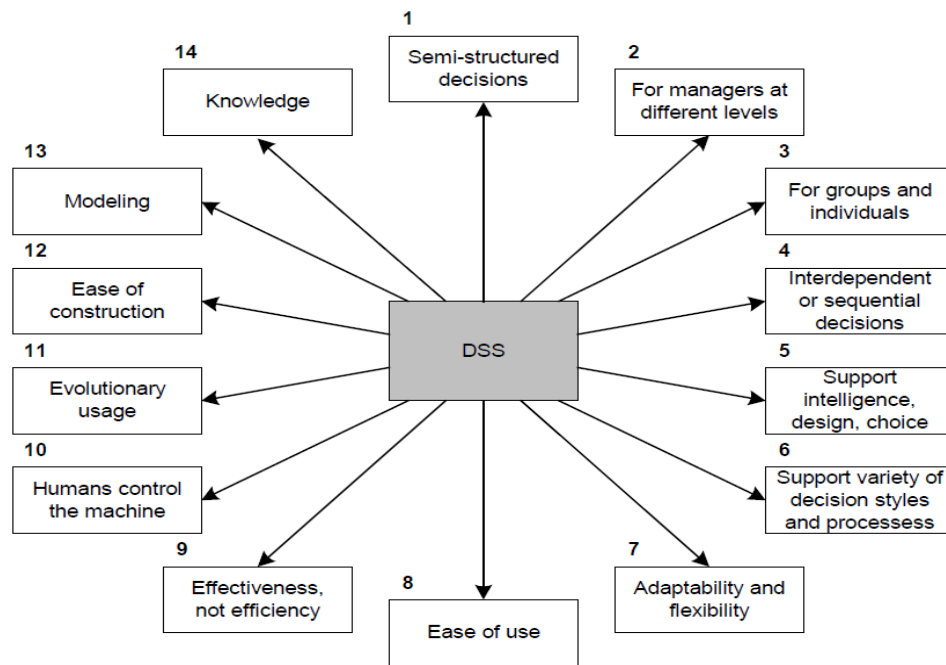 1
Semi-structured
decisions
2
For managers at
different levels
3
For groups and
individuals
4
Interdependent
or sequential
decisions
5
Support
intelligence,
design, choice
6
Support variety of
decision styles
and processess
7
Adaptability and
flexibility
8
Ease of use
9
Effectiveness,
not efficiency
10
Humans control
the machine
11
Evolutionary
usage
12
Ease of
construction
13
Modeling
14
Knowledge
DSS